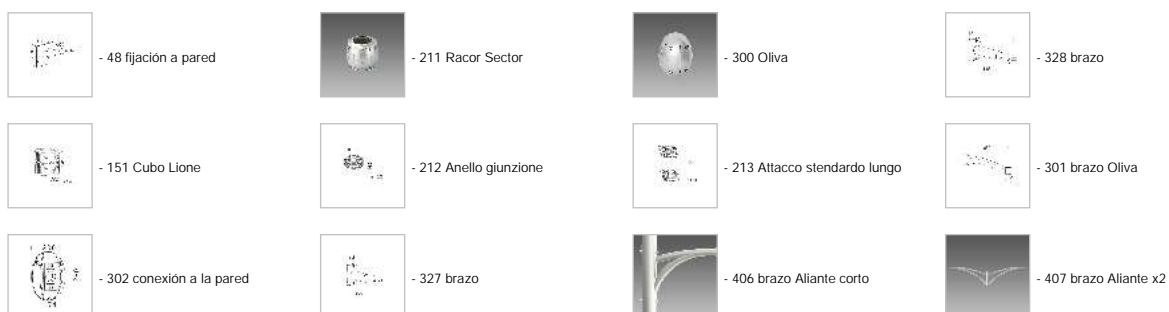 - 48 fijación a pared
- 211 Racor Sector
- 300 Oliva
- 328 brazo
- 151 Cubo Lione
- 212 Anello giunzione
- 213 Attacco stendardo lungo
- 301 brazo Oliva
- 302 conexión a la pared
- 327 brazo
- 406 brazo Aliante corto
- 407 brazo Aliante x2